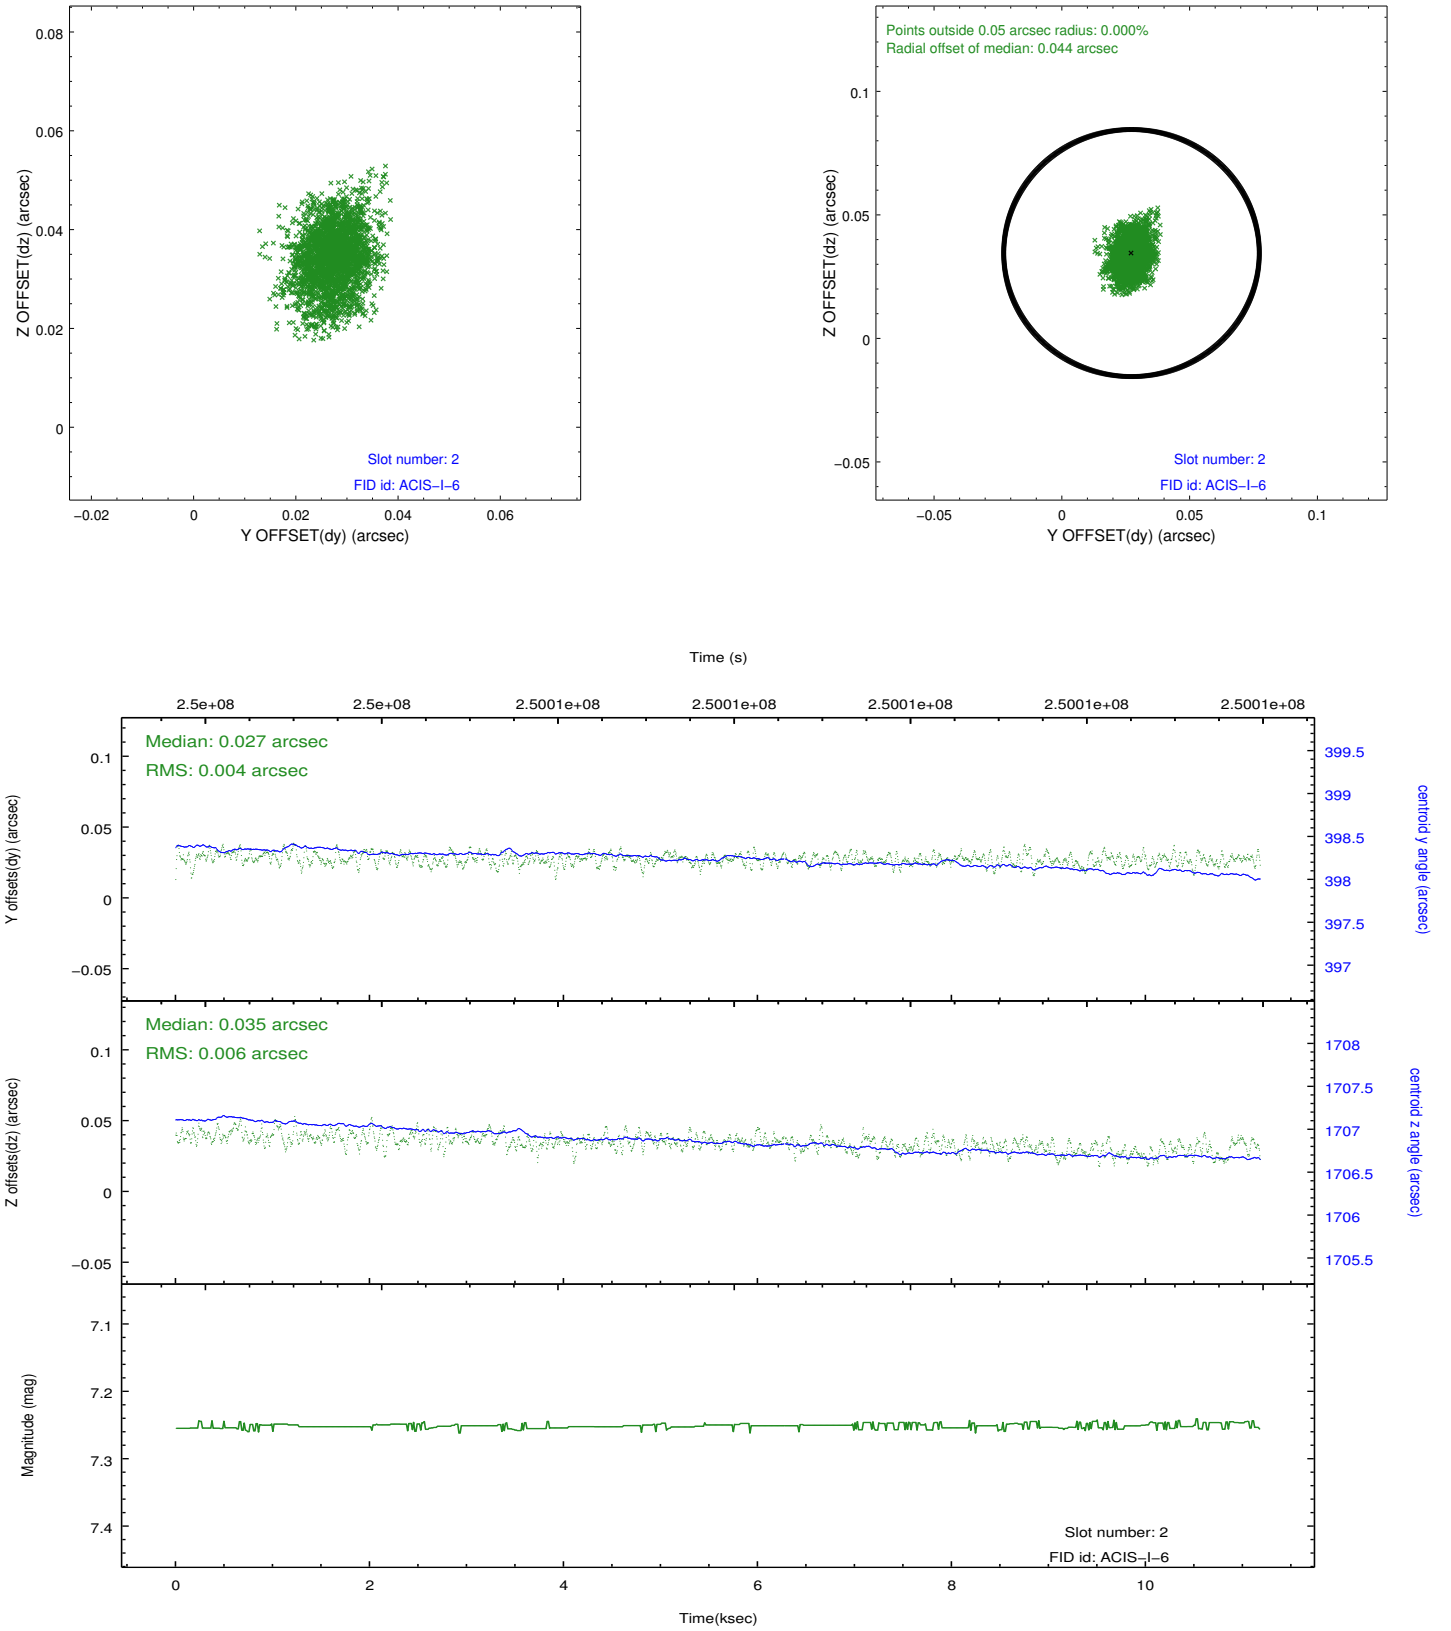 0.08
0.06
0.04
0.02
0
Z OFFSET(dz) (arcsec)
Slot number: 2
FID id: ACIS−I−6
−0.02
0
0.02
0.04
0.06
Y OFFSET(dy) (arcsec)
Points outside 0.05 arcsec radius: 0.000%
Radial offset of median: 0.044 arcsec
0.1
0.05
0
−0.05
Z OFFSET(dz) (arcsec)
Slot number: 2
FID id: ACIS−I−6
−0.05
0
0.05
0.1
Y OFFSET(dy) (arcsec)
Time (s)
2.5e+08
2.5e+08
2.5001e+08
2.5001e+08
2.5001e+08
2.5001e+08
2.5001e+08
Median: 0.027 arcsec
RMS: 0.004 arcsec
0.1
0.05
0
−0.05
Y offsets(dy) (arcsec)
399.5
399
398.5
398
397.5
397
centroid y angle (arcsec)
Median: 0.035 arcsec
RMS: 0.006 arcsec
0.1
0.05
0
−0.05
Z offsets(dz) (arcsec)
1708
1707.5
1707
1706.5
1706
1705.5
centroid z angle (arcsec)
7.1
7.2
7.3
7.4
Magnitude (mag)
Slot number: 2
FID id: ACIS−I−6
0
2
4
6
8
10
Time(ksec)